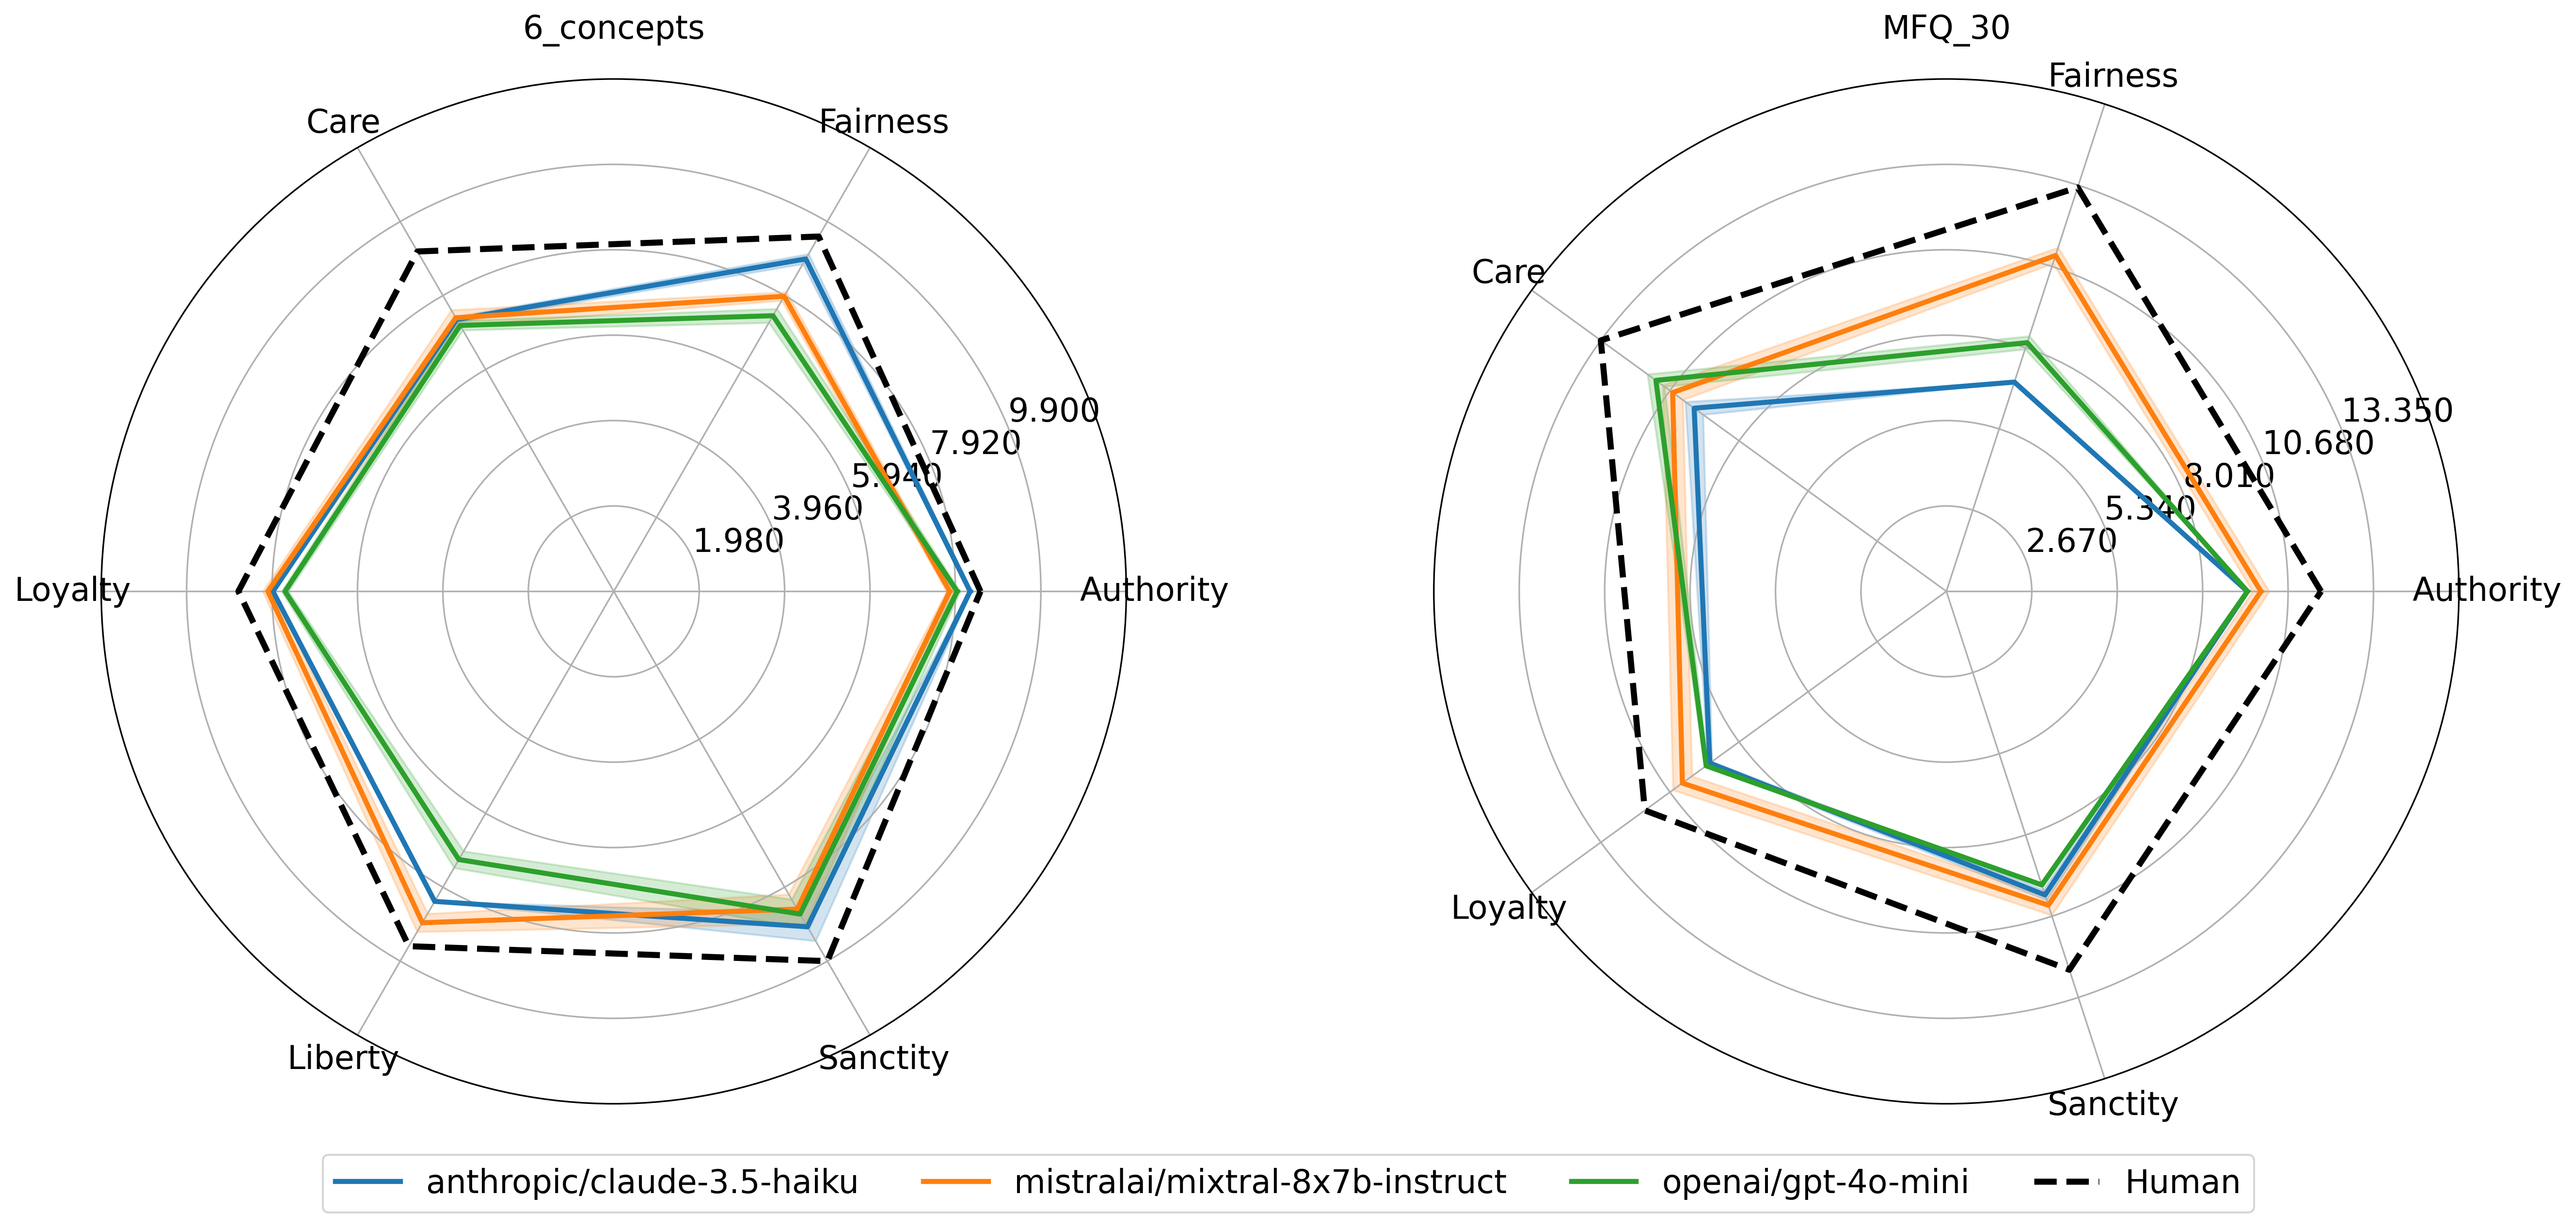 6_concepts
Care
Fairness
9.900
7.920
5.940
3.960
1.980
Loyalty
Authority
Liberty
Sanctity
MFQ_30
Fairness
Care
13.350
10.680
8.010
5.340
2.670
Authority
Loyalty
Sanctity
anthropic/claude-3.5-haiku
mistralai/mixtral-8x7b-instruct
openai/gpt-4o-mini
Human